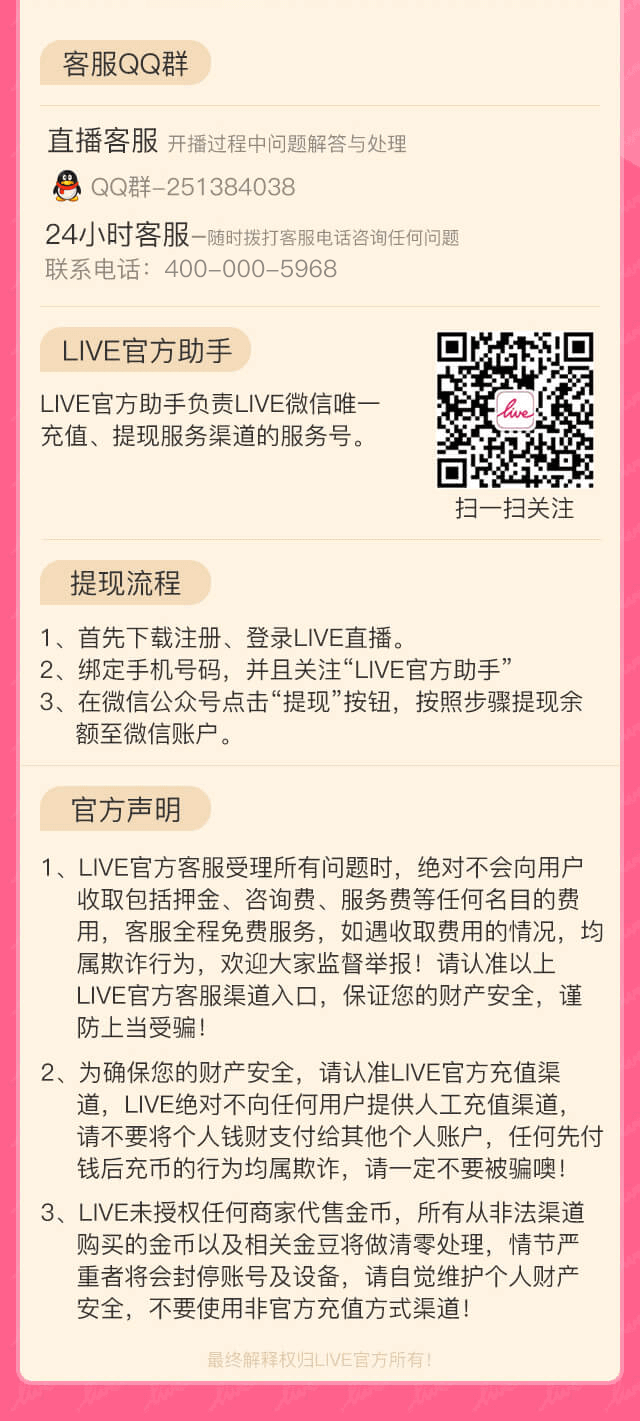 客服QQ群
直播客服 开播过程中问题解答与处理
QQ群-251384038
24小时客服-随时拨打客服电话咨询任何问题
联系电话：400-000-5968
LIVE官方助手
LIVE官方助手负责LIVE微信唯一
充值、提现服务渠道的服务号。
live
扫一扫关注
提现流程
1、首先下载注册、登录LIVE直播。
2、绑定手机号码，并且关注“LIVE官方助手”
3、在微信公众号点击“提现”按钮，按照步骤提现余
额至微信账户。
官方声明
1、LIVE官方客服受理所有问题时，绝对不会向用户
收取包括押金、咨询费、服务费等任何名目的费
用，客服全程免费服务，如遇收取费用的情况，均
属欺诈行为，欢迎大家监督举报！请认准以上
LIVE官方客服渠道入口，保证您的财产安全，谨
防上当受骗！
2、为确保您的财产安全，请认准LIVE官方充值渠
道，LIVE绝对不向任何用户提供人工充值渠道，
请不要将个人钱财支付给其他个人账户，任何先付
钱后充币的行为均属欺诈，请一定不要被骗噢！
3、LIVE未授权任何商家代售金币，所有从非法渠道
购买的金币以及相关金豆将做清零处理，情节严
重者将会封停账号及设备，请自觉维护个人财产
安全，不要使用非官方充值方式渠道！
最终解释权归LIVE官方所有！